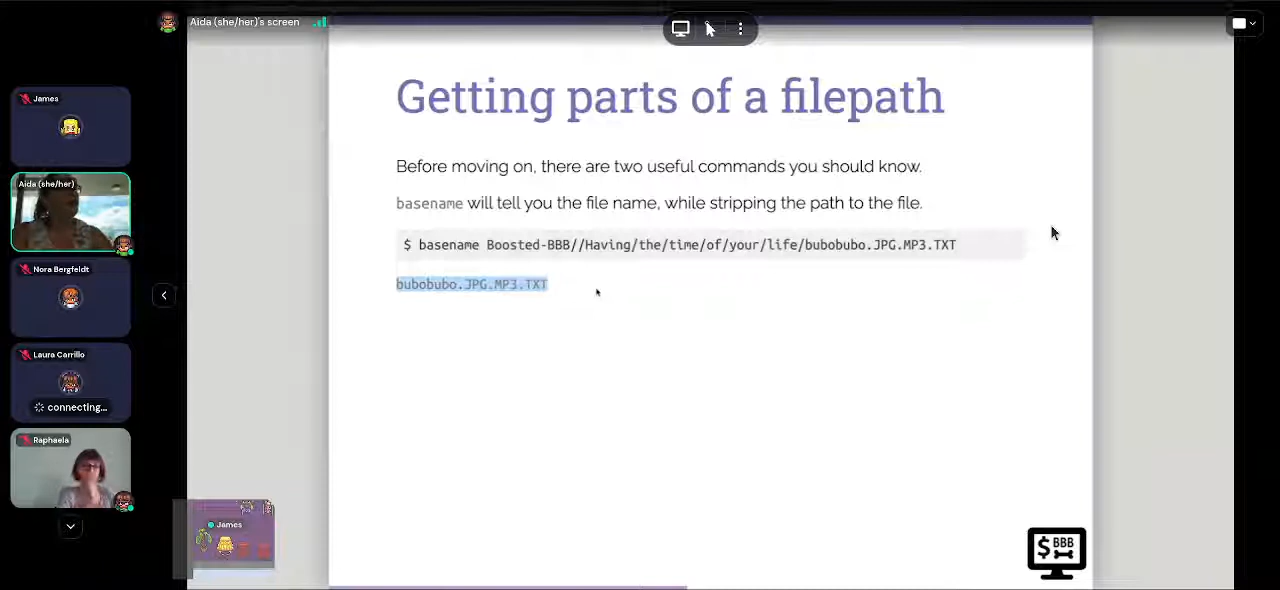 Aida (she/her)'s screen
James
Aida (she/her)
Nora Bergfeldt
Laura Carrillo
connecting...
Raphaela
James
Getting parts of a filepath
Before moving on, there are two useful commands you should know.
basename will tell you the file name, while stripping the path to the file.
$ basename Boosted-BBB//Having/the/time/of/your/life/bubobubo.JPG.MP3.TXT
bubobubo.JPG.MP3.TXT
$ BBB